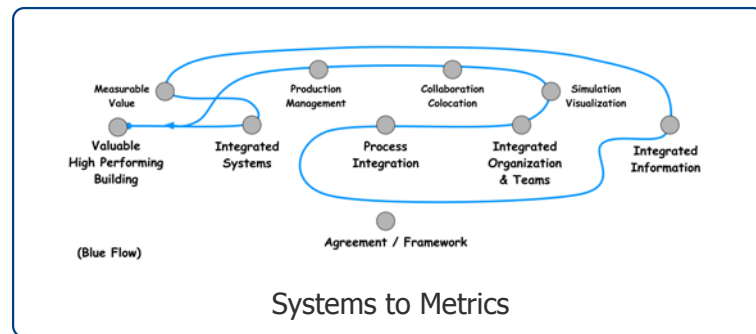 Measurable
Value
Production
Management
Collaboration
Colocation
Simulation
Visualization
Valuable
High Performing
Building
Integrated
Systems
Process
Integration
Integrated
Organization
& Teams
Integrated
Information
Agreement / Framework
(Blue Flow)
Systems to Metrics